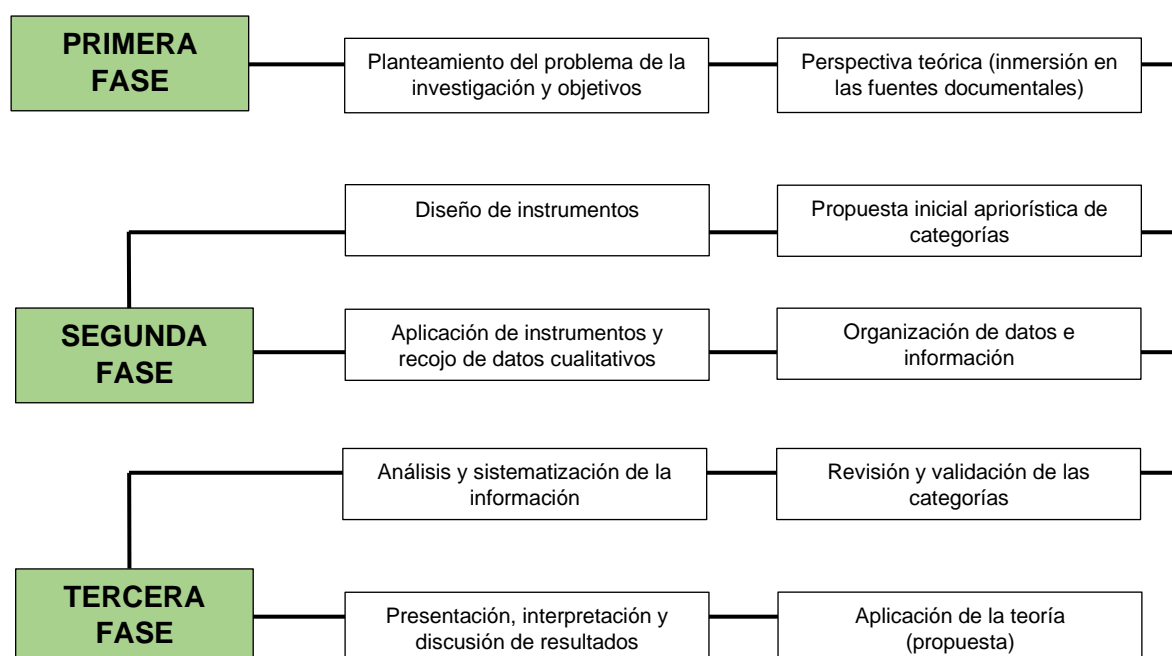 PRIMERA
FASE
Planteamiento del problema de la
investigación y objetivos
Perspectiva teórica (inmersión en
las fuentes documentales)
Diseño de instrumentos
Propuesta inicial apriorística de
categorías
SEGUNDA
FASE
Aplicación de instrumentos y
recojo de datos cualitativos
Organización de datos e
información
Análisis y sistematización de la
información
Revisión y validación de las
categorías
TERCERA
FASE
Presentación, interpretación y
discusión de resultados
Aplicación de la teoría
(propuesta)